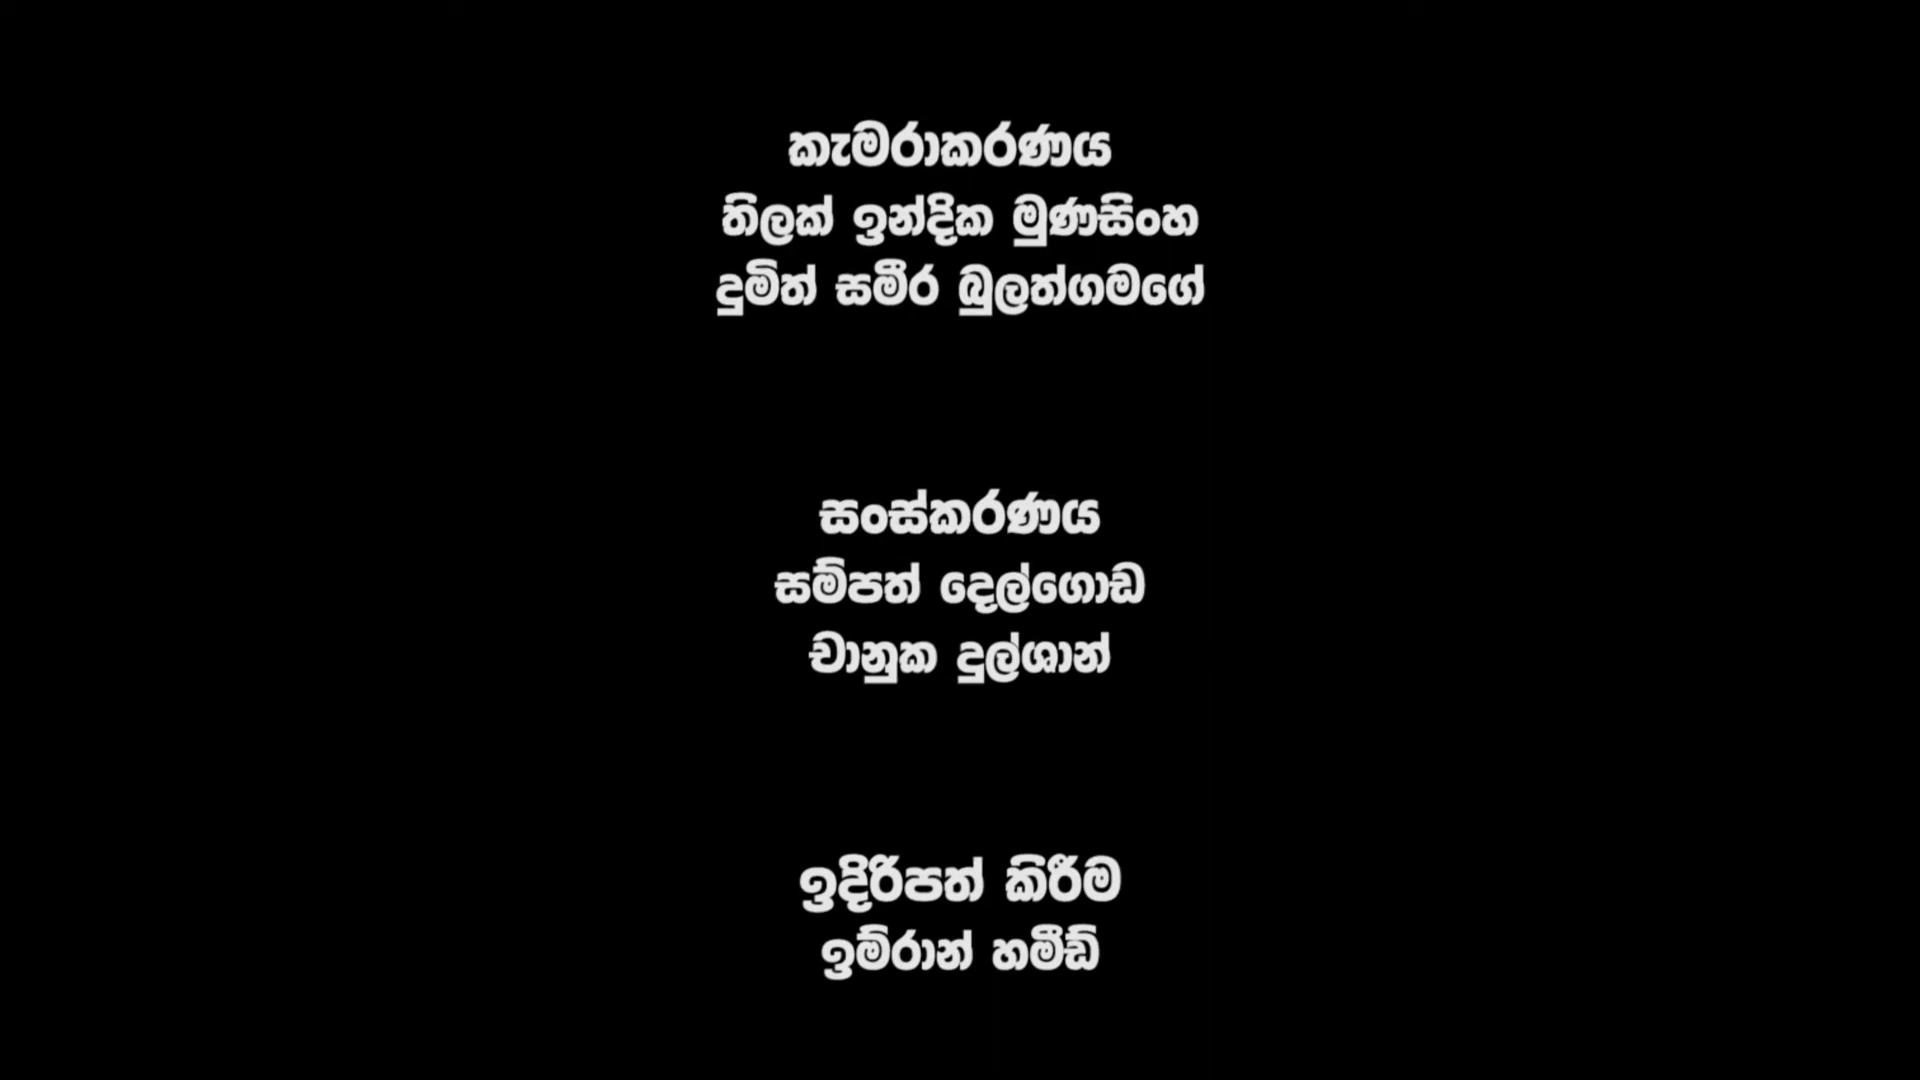 කැමරාකරණය
තිලක් ඉන්දික මුණසිංහ
දුමිත් සමීර බුලත්ගමගේ
සංස්කරණය
සම්පත් දෙල්ගොඩ
චානුක දුල්ශාන්
ඉදිරිපත් කිරීම
ඉම්රාන් හමීඩ්